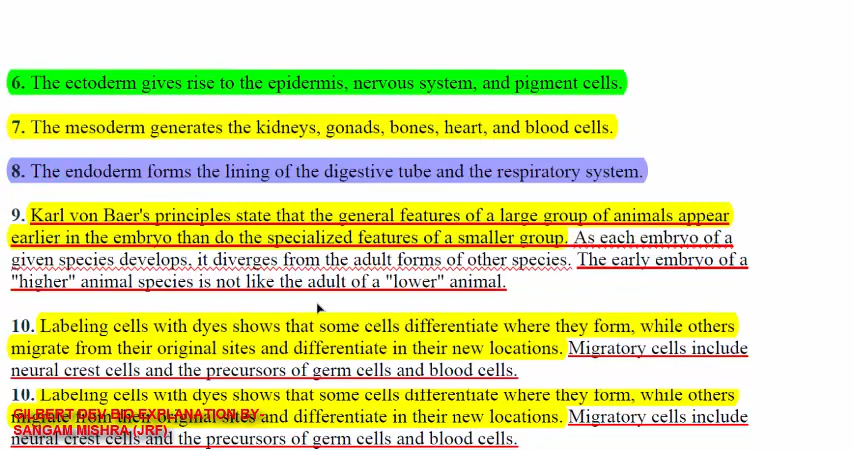 6. The ectoderm gives rise to the epidermis, nervous system, and pigment cells.
7. The mesoderm generates the kidneys, gonads, bones, heart, and blood cells.
8. The endoderm forms the lining of the digestive tube and the respiratory system.
9. Karl von Baer's principles state that the general features of a large group of animals appear
earlier in the embryo than do the specialized features of a smaller group. As each embryo of a
given species develops, it diverges from the adult forms of other species. The early embryo of a
"higher" animal species is not like the adult of a "lower" animal.
10. Labeling cells with dyes shows that some cells differentiate where they form, while others
migrate from their original sites and differentiate in their new locations. Migratory cells include
neural crest cells and the precursors of germ cells and blood cells.
10. Labeling cells with dyes shows that some cells differentiate where they form, while others
GILBERT DEV BIO EXPLANATION BY-
migrate from their original sites and differentiate in their new locations. Migratory cells include
SANGAM MISHRA (JRF)
neural crest cells and the precursors of germ cells and blood cells.